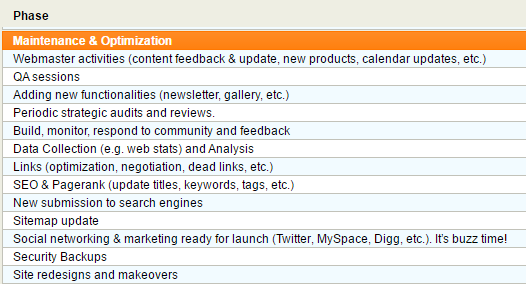 Phase
Maintenance & Optimization
Webmaster activities (content feedback & update, new products, calendar updates, etc.)
QA sessions
Adding new functionalities (newsletter, gallery, etc.)
Periodic strategic audits and reviews.
Build, monitor, respond to community and feedback
Data Collection (e.g. web stats) and Analysis
Links (optimization, negotiation, dead links, etc.)
SEO & Pagerank (update titles, keywords, tags, etc.)
New submission to search engines
Sitemap update
Social networking & marketing ready for launch (Twitter, MySpace, Digg, etc.). It's buzz time!
Security Backups
Site redesigns and makeovers